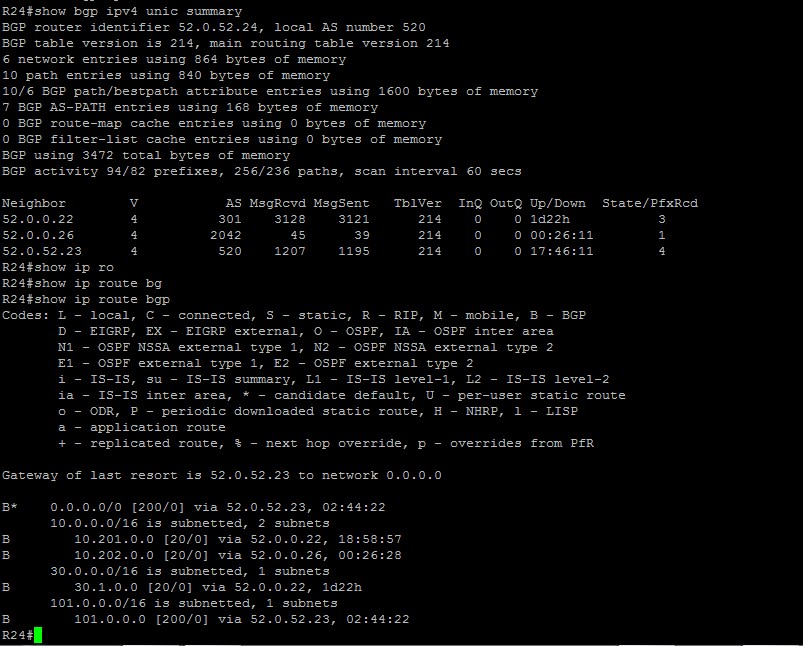 R24#show bgp ipv4 unic summary
BGP router identifier 52.0.52.24, local AS number 520
BGP table version is 214, main routing table version 214
6 network entries using 864 bytes of memory
10 path entries using 840 bytes of memory
10/6 BGP path/bestpath attribute entries using 1600 bytes of memory
7 BGP AS-PATH entries using 168 bytes of memory
0 BGP route-map cache entries using 0 bytes of memory
0 BGP filter-list cache entries using 0 bytes of memory
BGP using 3472 total bytes of memory
BGP activity 94/82 prefixes, 256/236 paths, scan interval 60 secs
Neighbor V AS MsgRcvd MsgSent TblVer InQ OutQ Up/Down State/PfxRcd
52.0.0.22 4 301 3128 3121 214 0 0 1d22h 3
52.0.0.26 4 2042 45 39 214 0 0 00:26:11 1
52.0.52.23 4 520 1207 1195 214 0 0 17:46:11 4
R24#show ip ro
R24#show ip route bg
R24#show ip route bgp
Codes: L - local, C - connected, S - static, R - RIP, M - mobile, B - BGP
D - EIGRP, EX - EIGRP external, O - OSPF, IA - OSPF inter area
N1 - OSPF NSSA external type 1, N2 - OSPF NSSA external type 2
E1 - OSPF external type 1, E2 - OSPF external type 2
i - IS-IS, su - IS-IS summary, L1 - IS-IS level-1, L2 - IS-IS level-2
ia - IS-IS inter area, * - candidate default, U - per-user static route
o - ODR, P - periodic downloaded static route, H - NHRP, l - LISP
a - application route
+ - replicated route, % - next hop override, p - overrides from PfR
Gateway of last resort is 52.0.52.23 to network 0.0.0.0
B* 0.0.0.0/0 [200/0] via 52.0.52.23, 02:44:22
10.0.0.0/16 is subnetted, 2 subnets
B 10.201.0.0 [20/0] via 52.0.0.22, 18:58:57
B 10.202.0.0 [20/0] via 52.0.0.26, 00:26:28
30.0.0.0/16 is subnetted, 1 subnets
B 30.1.0.0 [20/0] via 52.0.0.22, 1d22h
101.0.0.0/16 is subnetted, 1 subnets
B 101.0.0.0 [200/0] via 52.0.52.23, 02:44:22
R24#